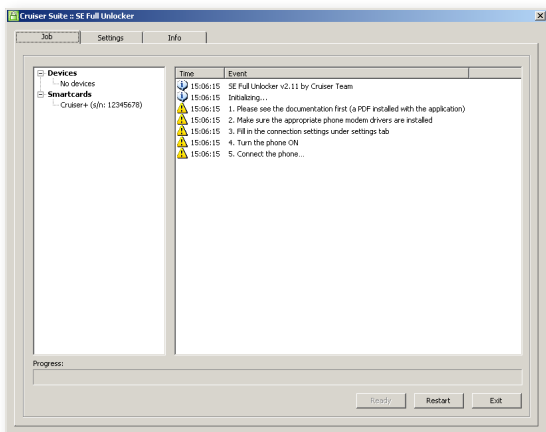 Cruiser Suite :: SE Full Unlocker
Job Settings Info
Devices
No devices
Smartcards
Cruiser+ (s/n: 12345678)
Time Event
15:06:15 SE Full Unlocker v2.11 by Cruiser Team
15:06:15 Initializing...
15:06:15 1. Please see the documentation first (a PDF installed with the application)
15:06:15 2. Make sure the appropriate phone modem drivers are installed
15:06:15 3. Fill in the connection settings under settings tab
15:06:15 4. Turn the phone ON
15:06:15 5. Connect the phone...
Progress:
Ready Restart Exit